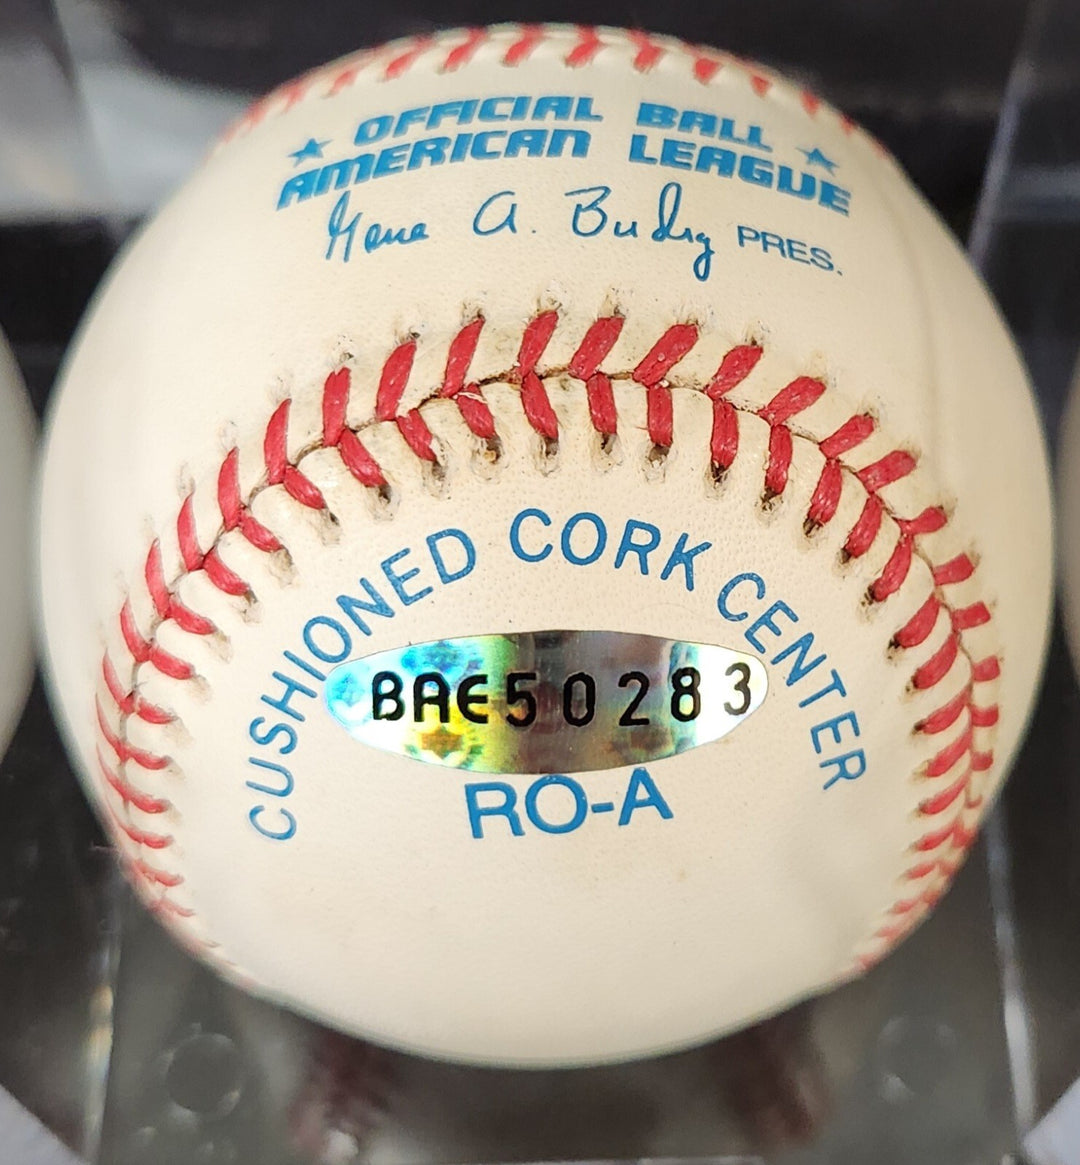 ★ OFFICIAL BALL ★
AMERICAN LEAGUE
Gene A. Budig PRES.
CUSHIONED CORK CENTER
BAE50283
RO-A